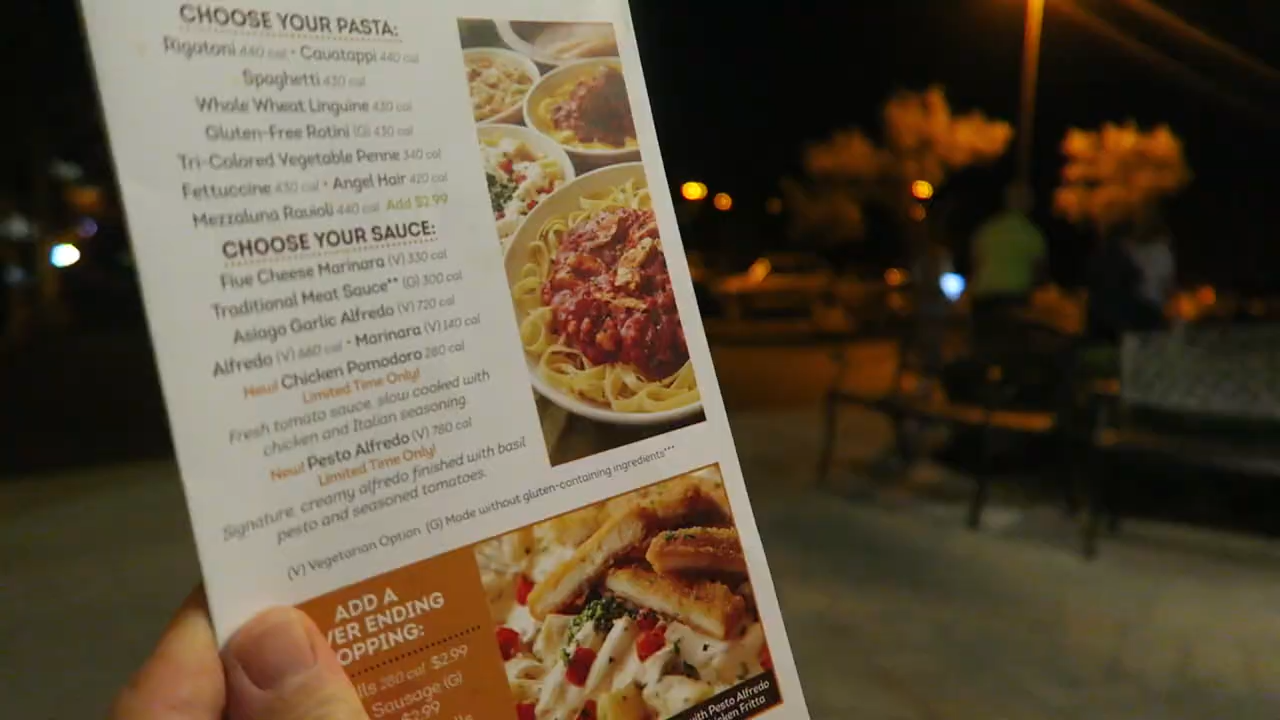 CHOOSE YOUR PASTA:
Rigatoni 440 cal • Cavatappi 440 cal
Spaghetti 430 cal
Whole Wheat Linguine 430 cal
Gluten-Free Rotini (G) 430 cal
Tri-Colored Vegetable Penne 340 cal
Fettuccine 430 cal • Angel Hair 420 cal
Mezzaluna Ravioli 440 cal Add $2.99
CHOOSE YOUR SAUCE:
Five Cheese Marinara (V) 330 cal
Traditional Meat Sauce** (G) 300 cal
Asiago Garlic Alfredo (V) 720 cal
Alfredo (V) 660 cal • Marinara (V) 140 cal
New! Chicken Pomodoro 280 cal
Limited Time Only!
Fresh tomato sauce, slow cooked with
chicken and Italian seasoning.
New! Pesto Alfredo (V) 780 cal
Limited Time Only!
Signature, creamy alfredo finished with basil
pesto and seasoned tomatoes.
(V) Vegetarian Option (G) Made without gluten-containing ingredients***
ADD A
VER ENDING
OPPING:
lls 280 cal $2.99
Sausage (G)
$2.99
with Pesto Alfredo
cken Fritta